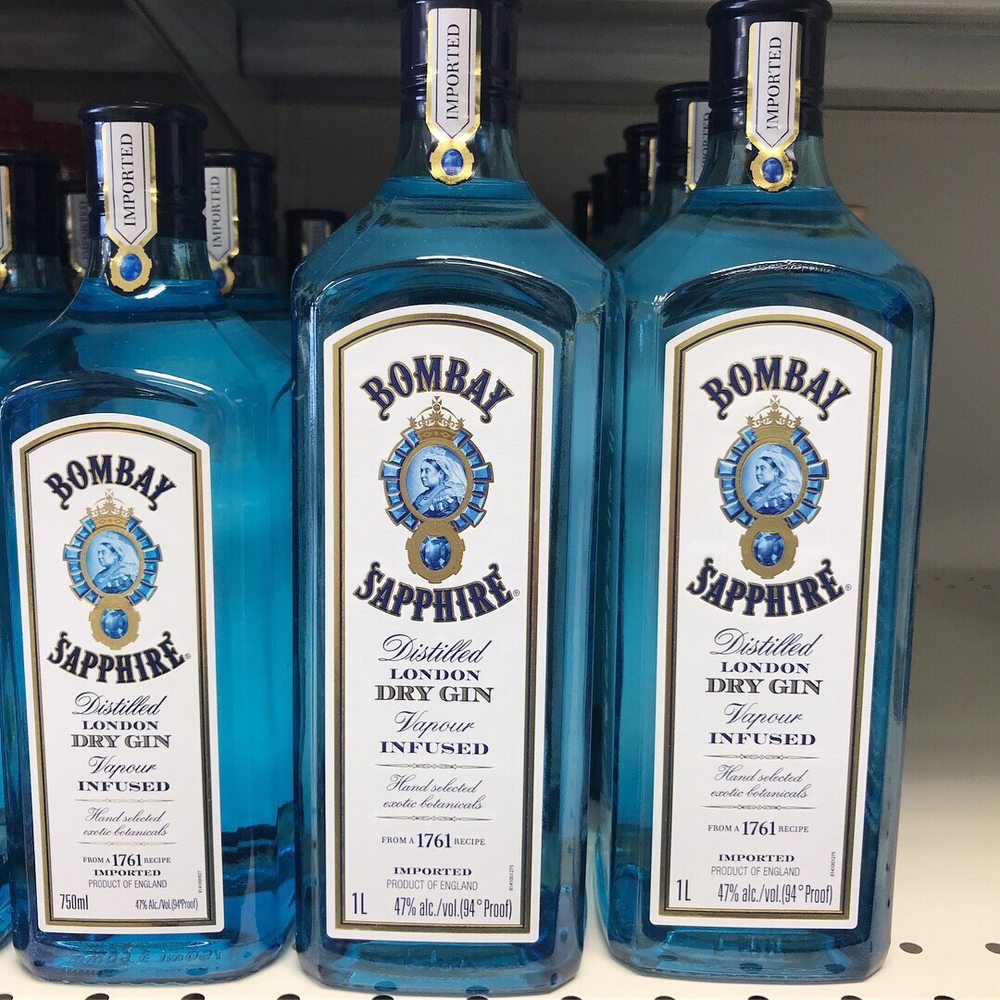 IMPORTED
BOMBAY
SAPPHIRE®
Distilled
LONDON
DRY GIN
Vapour
INFUSED
Hand selected
exotic botanicals
FROM A 1761 RECIPE
IMPORTED
PRODUCT OF ENGLAND
750ml 47% Alc./Vol.(94°Proof)
IMPORTED
IMPORTED
BOMBAY
SAPPHIRE®
Distilled
LONDON
DRY GIN
Vapour
INFUSED
Hand selected
exotic botanicals
FROM A 1761 RECIPE
IMPORTED
PRODUCT OF ENGLAND
1 L 47% alc./vol.(94°Proof)
IMPORTED
BOMBAY
SAPPHIRE®
Distilled
LONDON
DRY GIN
Vapour
INFUSED
Hand selected
exotic botanicals
FROM A 1761 RECIPE
IMPORTED
PRODUCT OF ENGLAND
1 L 47% alc./vol.(94°Proof)